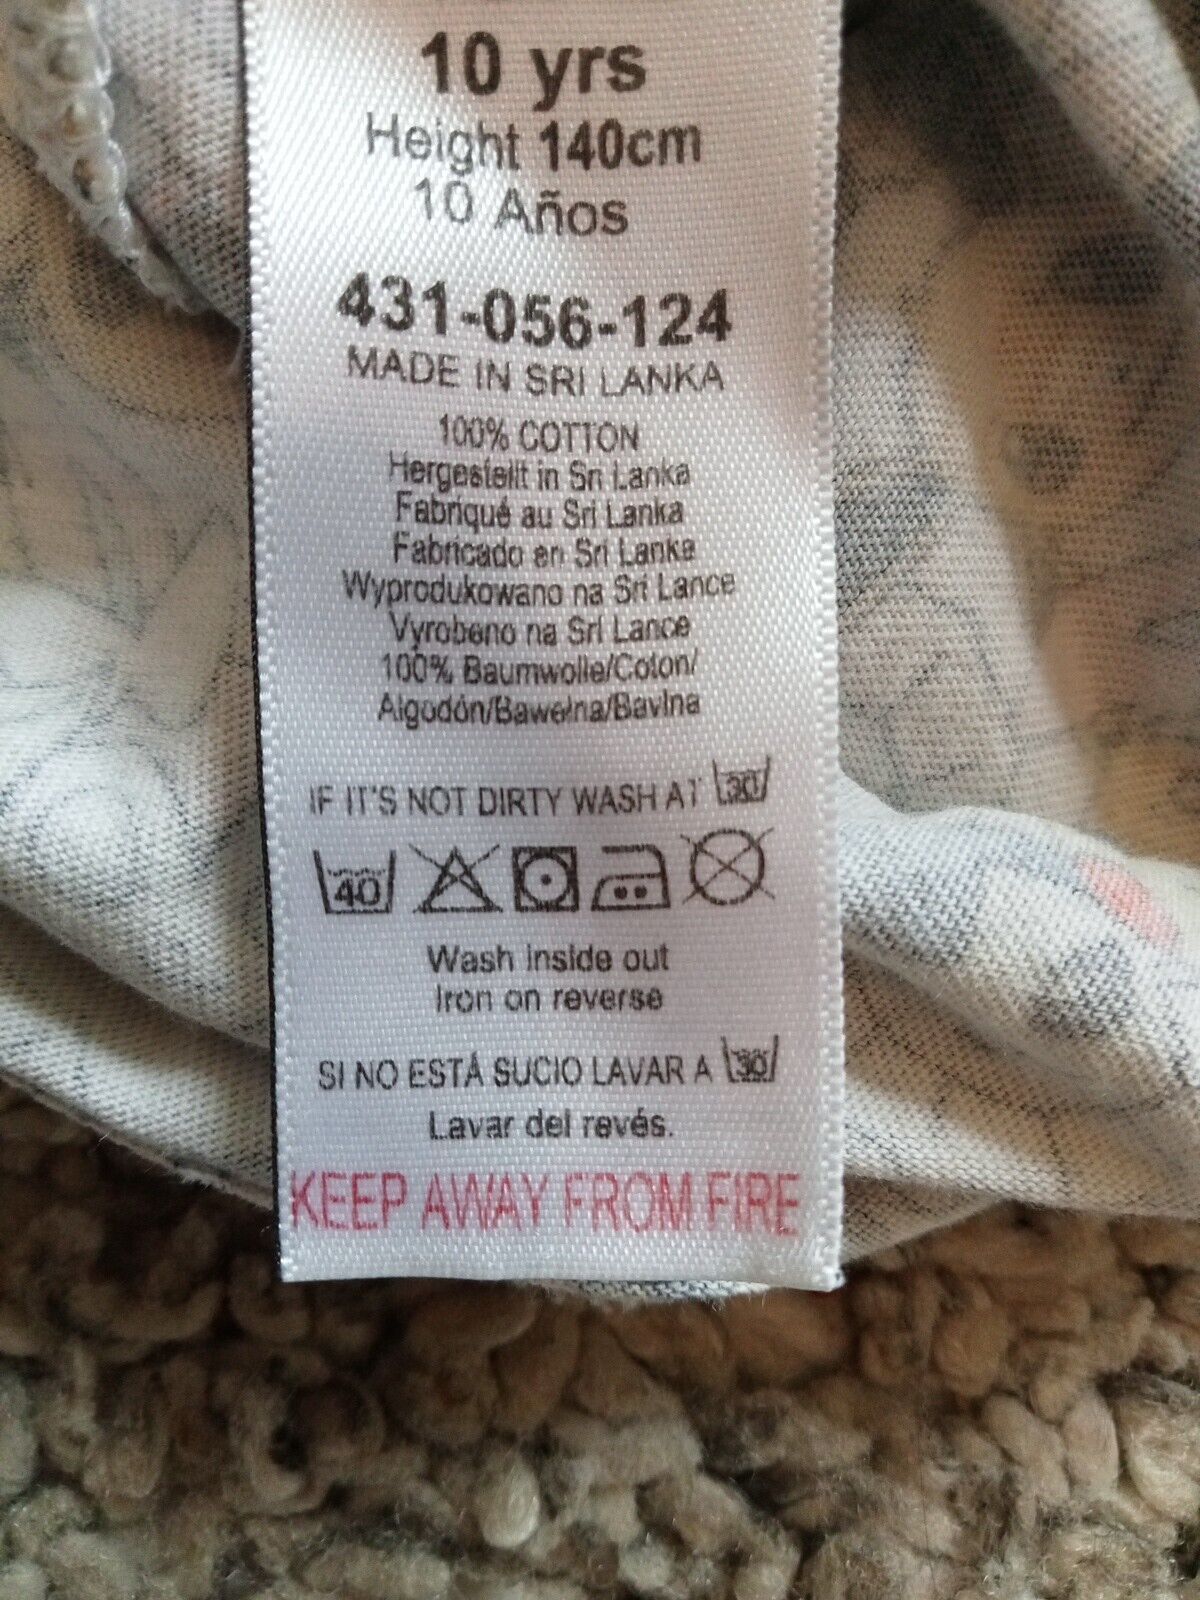 10 yrs
Height 140cm
10 Años
431-056-124
MADE IN SRI LANKA
100% COTTON
Hergestellt in Sri Lanka
Fabriqué au Sri Lanka
Fabricado en Sri Lanka
Wyprodukowano na Sri Lance
Vyrobeno na Srí Lance
100% Baumwolle/Coton/
Algodón/Bawełna/Bavlna
IF IT'S NOT DIRTY WASH AT 30
40
Wash inside out
Iron on reverse
SI NO ESTÁ SUCIO LAVAR A 30
Lavar del revés.
KEEP AWAY FROM FIRE